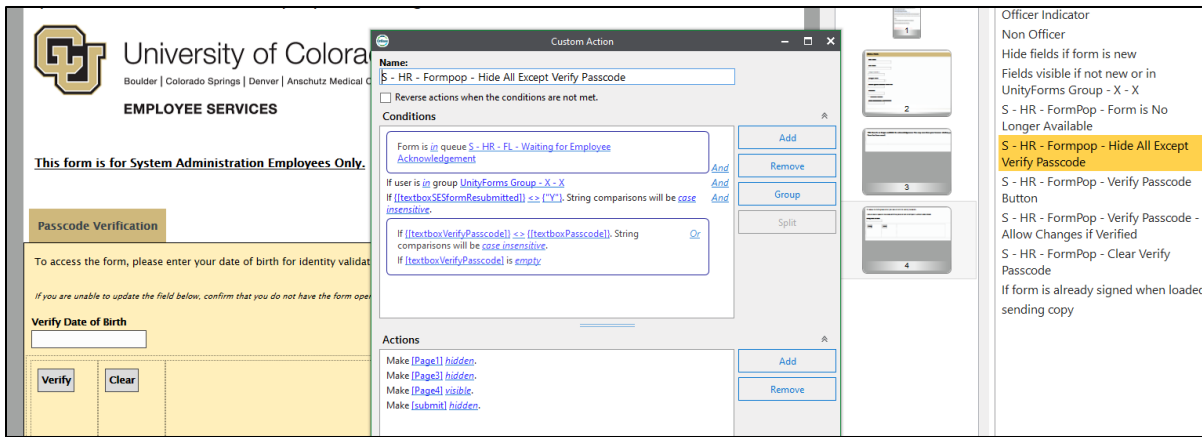 University of Colora
Boulder | Colorado Springs | Denver | Anschutz Medical C
EMPLOYEE SERVICES
This form is for System Administration Employees Only.
Passcode Verification
To access the form, please enter your date of birth for identity validat
If you are unable to update the field below, confirm that you do not have the form open
Verify Date of Birth
Verify
Clear
Custom Action
Name:
S - HR - Formpop - Hide All Except Verify Passcode
Reverse actions when the conditions are not met.
Conditions
Form is in queue S - HR - FL - Waiting for Employee
Acknowledgement
And
If user is in group UnityForms Group - X - X And
If {[textboxSESformResubmitted]} <> {"Y"}. String comparisons will be case And
insensitive.
If {[textboxVerifyPasscode]} <> {[textboxPasscode]}. String Or
comparisons will be case insensitive.
If [textboxVerifyPasscode] is empty
Add
Remove
Group
Split
Actions
Make [Page1] hidden.
Make [Page3] hidden.
Make [Page4] visible.
Make [submit] hidden.
Add
Remove
1
2
3
4
Officer Indicator
Non Officer
Hide fields if form is new
Fields visible if not new or in
UnityForms Group - X - X
S - HR - FormPop - Form is No
Longer Available
S - HR - Formpop - Hide All Except
Verify Passcode
S - HR - FormPop - Verify Passcode
Button
S - HR - FormPop - Verify Passcode -
Allow Changes if Verified
S - HR - FormPop - Clear Verify
Passcode
If form is already signed when loaded
sending copy